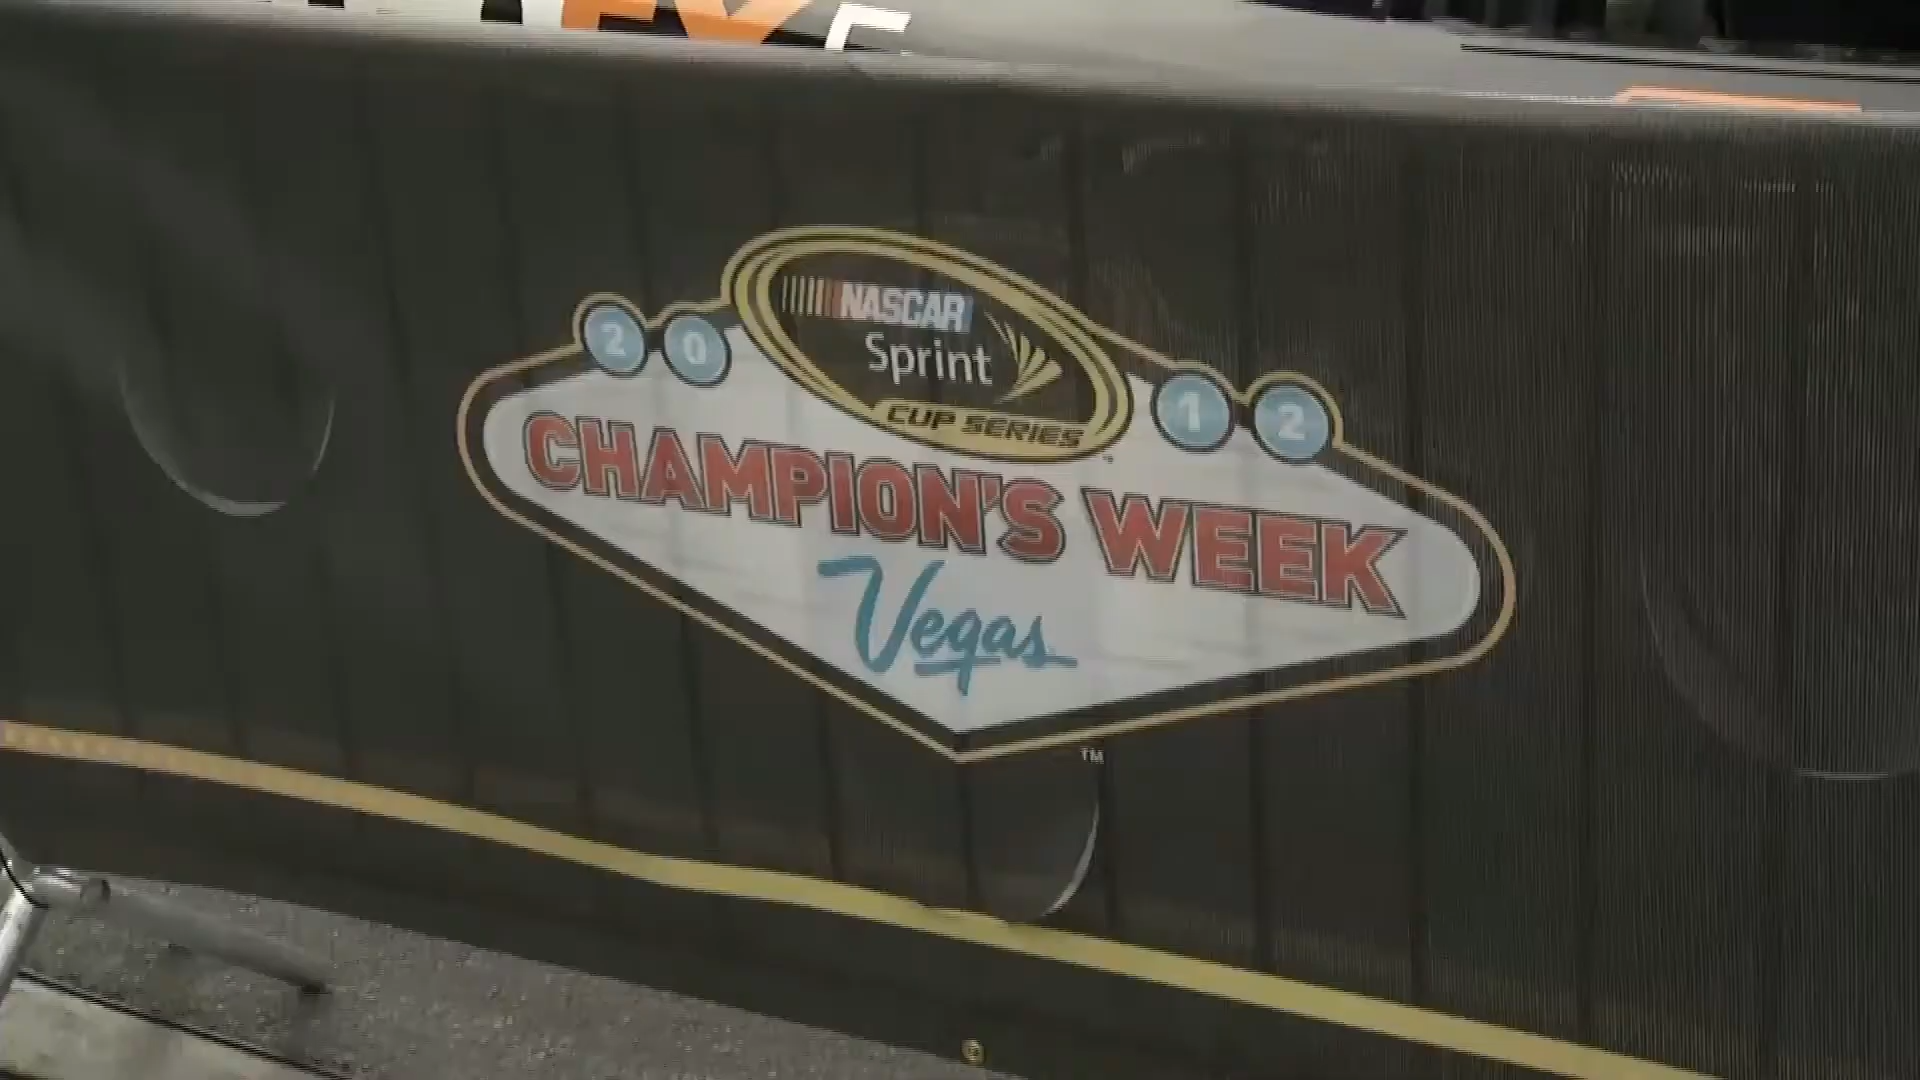 NASCAR
Sprint
CUP SERIES
2 0 1 2
CHAMPION'S WEEK
Vegas
TM